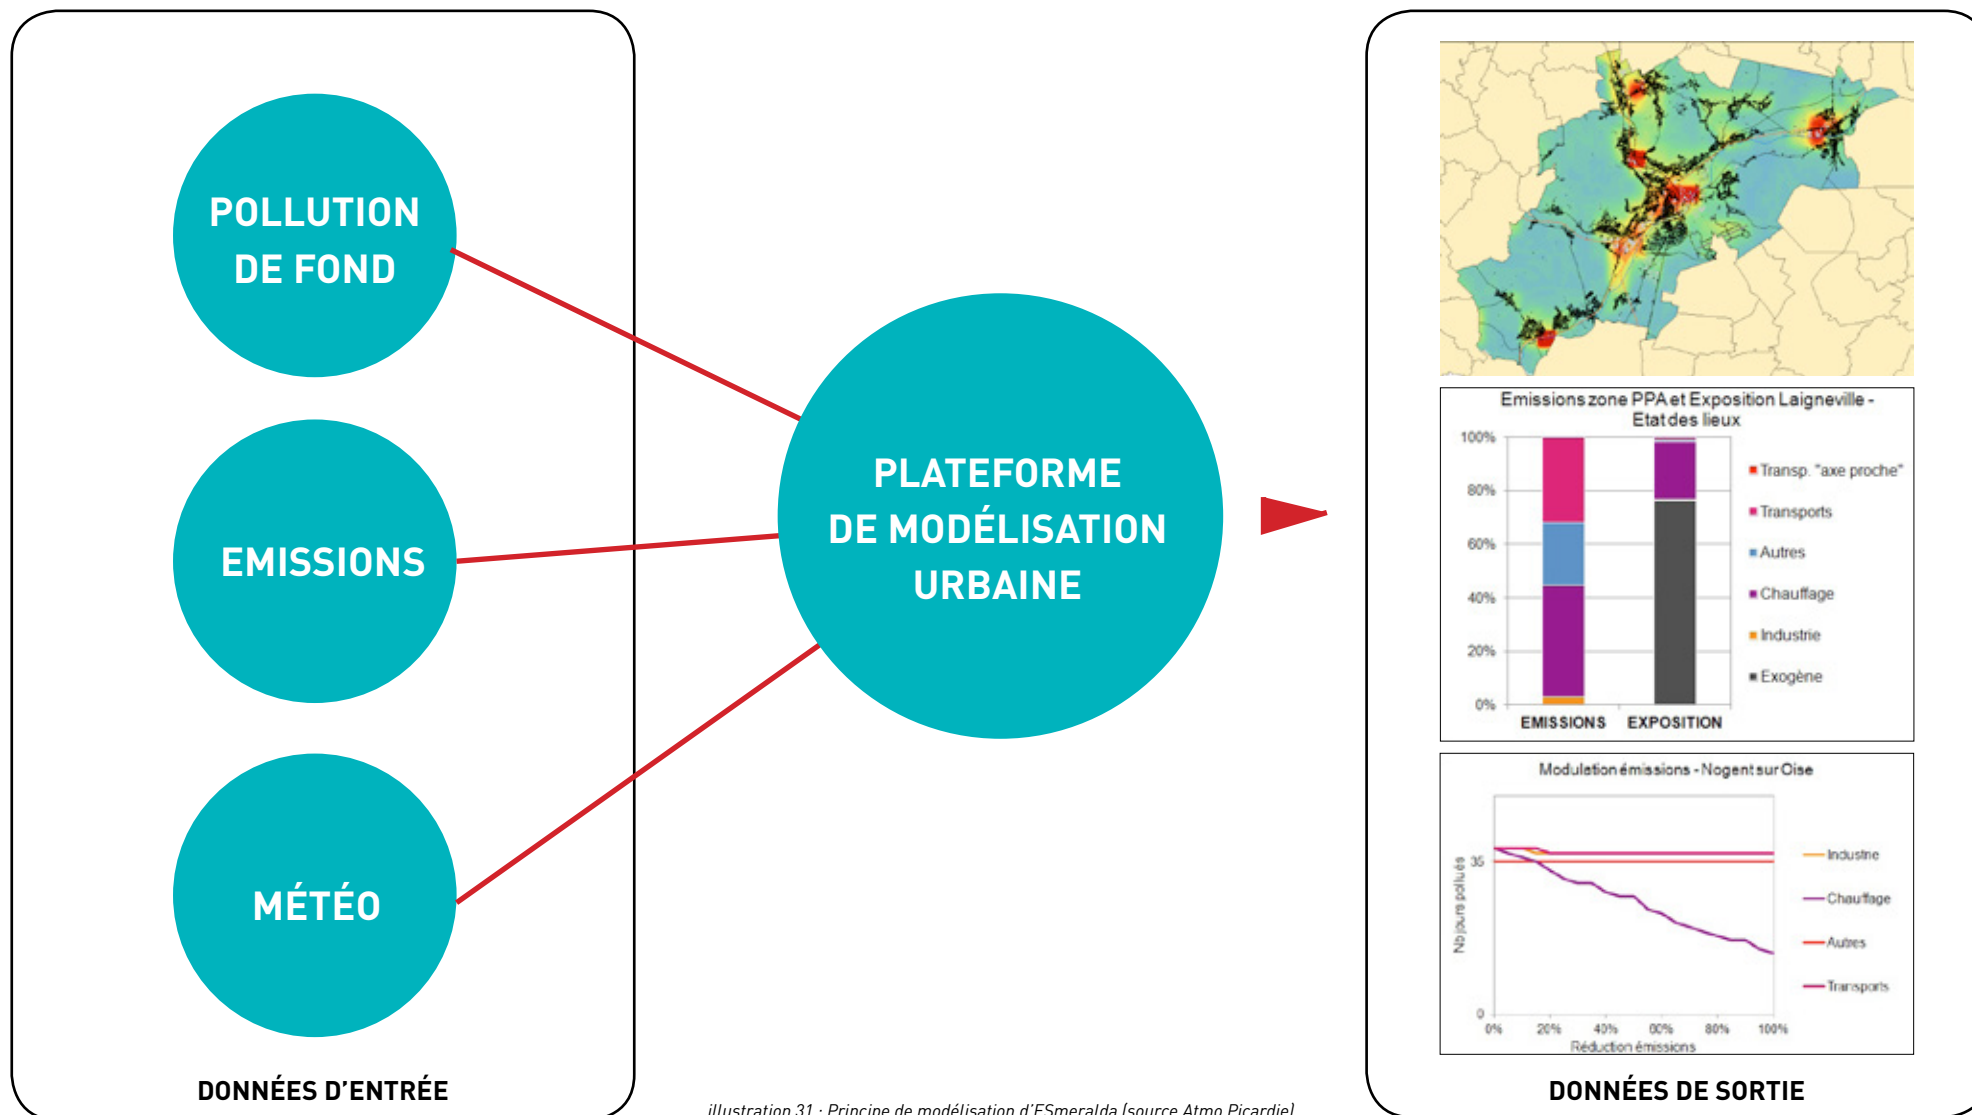 POLLUTION
DE FOND
EMISSIONS
MÉTÉO
DONNÉES D'ENTRÉE
PLATEFORME
DE MODÉLISATION
URBAINE
illustration 31 : Principe de modélisation d'ESmeralda (source Atmo Picardie)
Emissions zone PPA et Exposition Laigneville -
Etat des lieux
100%
80%
60%
40%
20%
0%
EMISSIONS EXPOSITION
Transp. "axe proche"
Transports
Autres
Chauffage
Industrie
Exogène
Modulation émissions - Nogent sur Oise
Nb jours pollués
35
0
0% 20% 40% 60% 80% 100%
Réduction émissions
Industrie
Chauffage
Autres
Transports
DONNÉES DE SORTIE